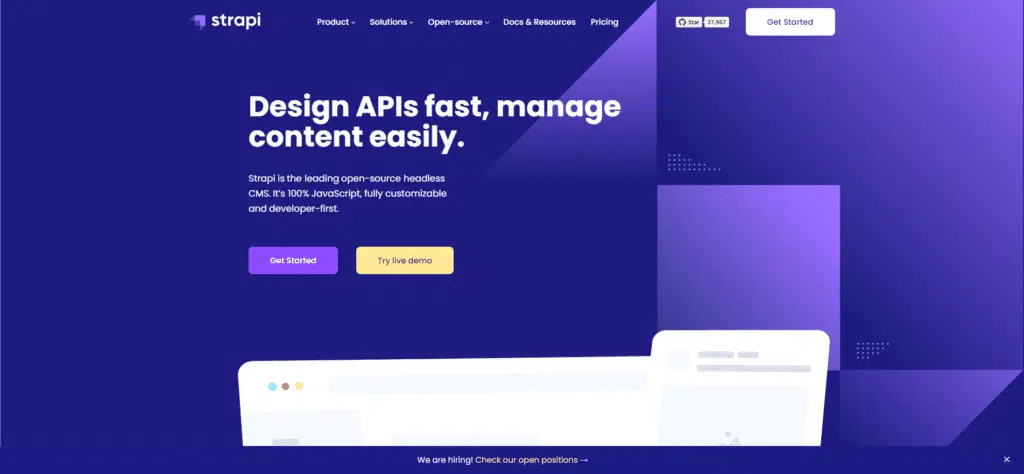 strapi
Product
Solutions
Open-source
Docs & Resources
Pricing
Star
37,967
Get Started
Design APIs fast, manage
content easily.
Strapi is the leading open-source headless
CMS. It's 100% JavaScript, fully customizable
and developer-first.
Get Started
Try live demo
We are hiring! Check our open positions →